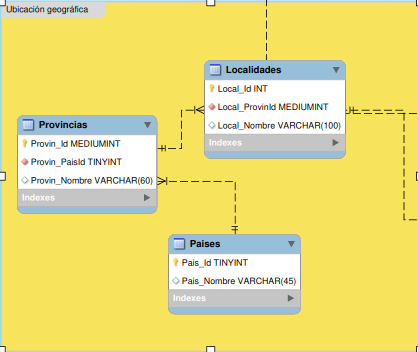 Ubicación geográfica
Localidades
Local_Id INT
Local_ProvinId MEDIUMINT
Local_Nombre VARCHAR(100)
Indexes
Provincias
Provin_Id MEDIUMINT
Provin_PaisId TINYINT
Provin_Nombre VARCHAR(60)
Indexes
Paises
Pais_Id TINYINT
Pais_Nombre VARCHAR(45)
Indexes